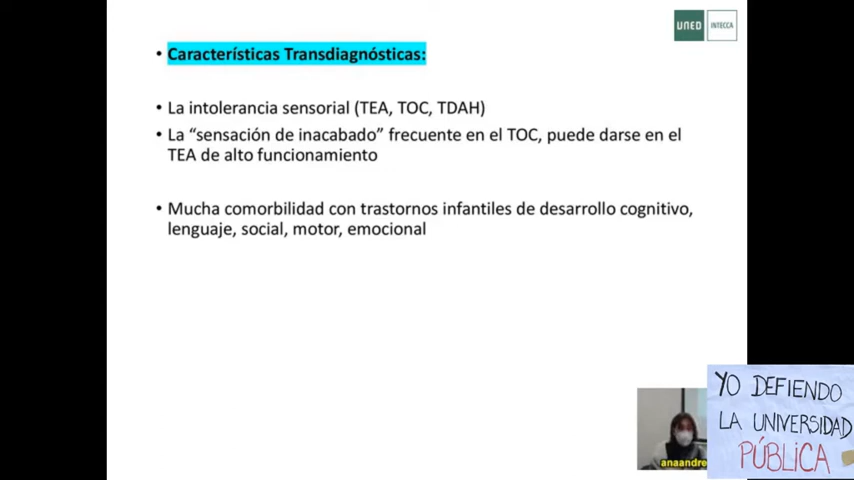 UNED
INTECCA
• Características Transdiagnósticas:
• La intolerancia sensorial (TEA, TOC, TDAH)
• La “sensación de inacabado” frecuente en el TOC, puede darse en el
TEA de alto funcionamiento
• Mucha comorbilidad con trastornos infantiles de desarrollo cognitivo,
lenguaje, social, motor, emocional
anaandre
YO DEFIENDO
LA UNIVERSIDAD
PÚBLICA